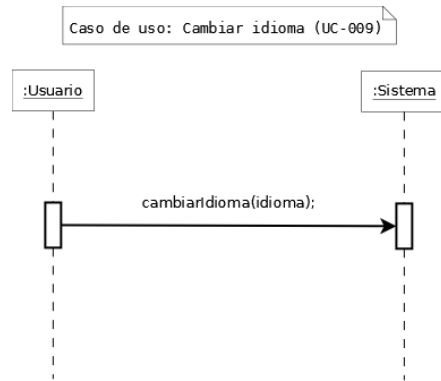 Caso de uso: Cambiar idioma (UC-009)
:Usuario
:Sistema
cambiarIdioma(idioma);